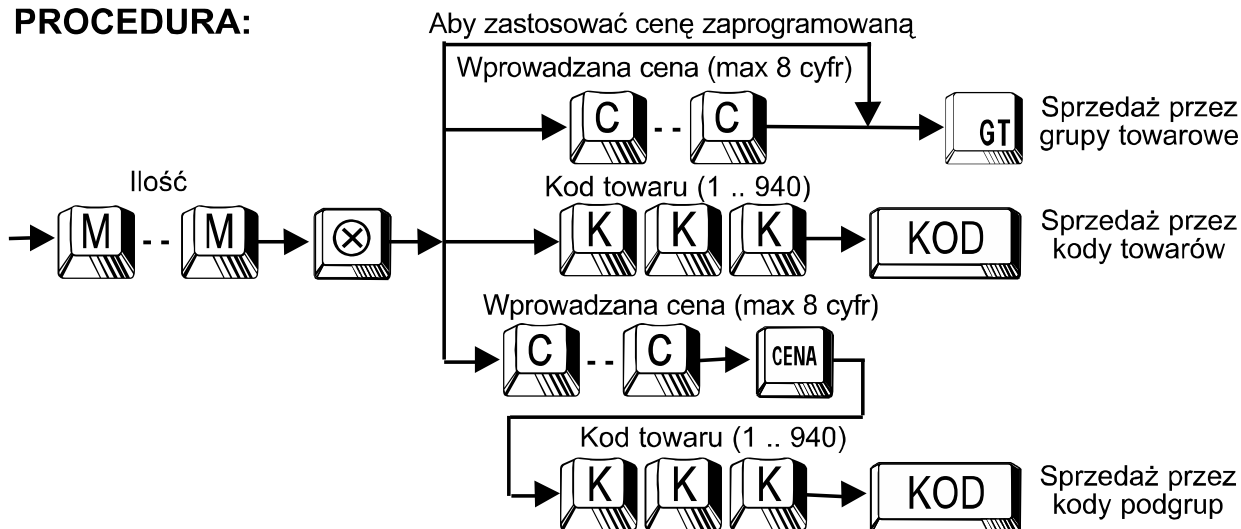 PROCEDURA:
Aby zastosować cenę zaprogramowaną
Wprowadzana cena (max 8 cyfr)
C - - C
GT
Sprzedaż przez
grupy towarowe
Ilość
M - - M
⊗
Kod towaru (1 .. 940)
K K K
KOD
Sprzedaż przez
kody towarów
Wprowadzana cena (max 8 cyfr)
C - - C
CENA
Kod towaru (1 .. 940)
K K K
KOD
Sprzedaż przez
kody podgrup